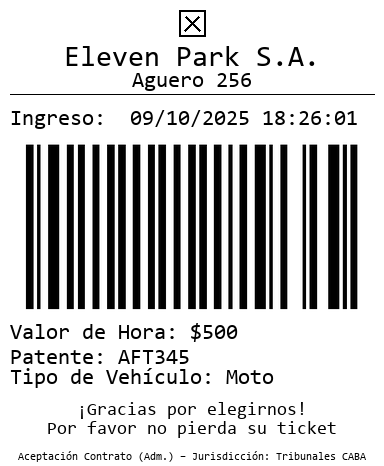 Eleven Park S.A.
Aguero 256
Ingreso: 09/10/2025 18:26:01
Valor de Hora: $500
Patente: AFT345
Tipo de Vehículo: Moto
¡Gracias por elegirnos!
Por favor no pierda su ticket
Aceptación Contrato (Adm.) – Jurisdicción: Tribunales CABA